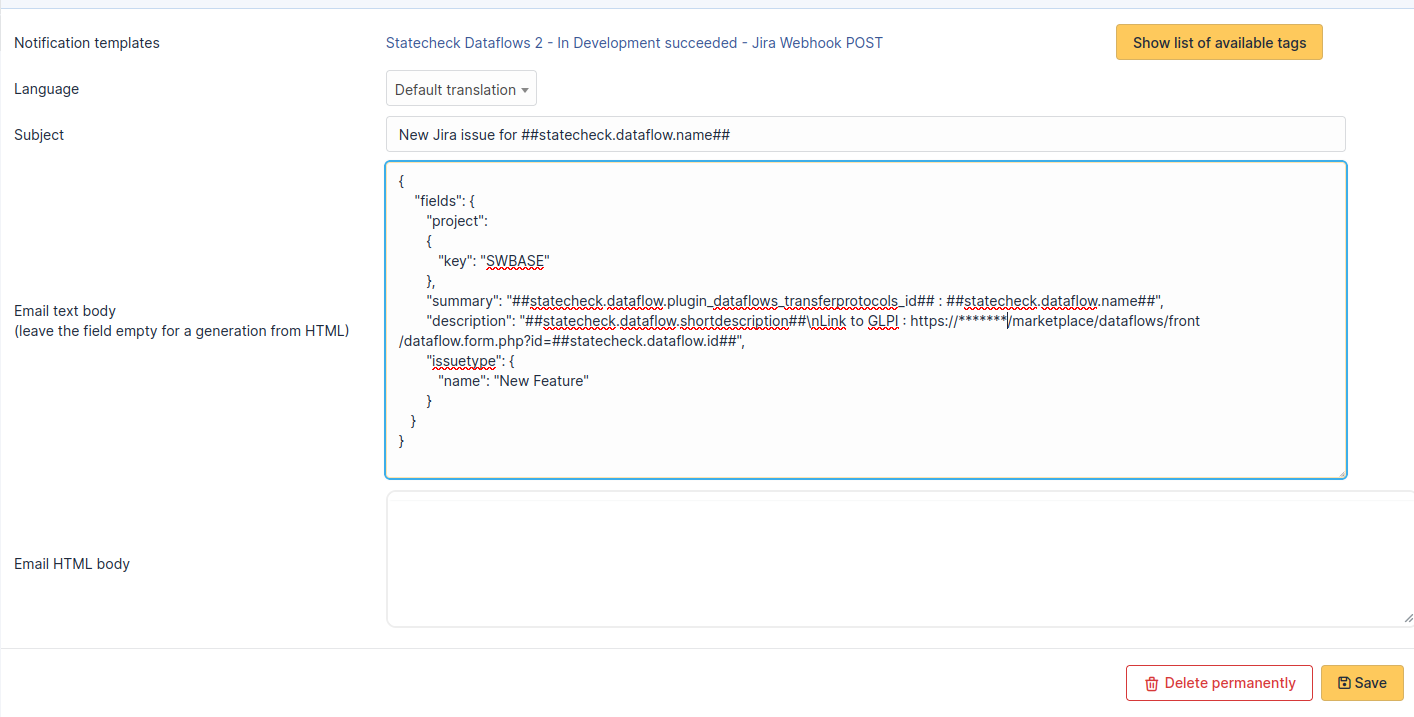 Notification templates
Statecheck Dataflows 2 - In Development succeeded - Jira Webhook POST
Show list of available tags
Language
Default translation
Subject
New Jira issue for ##statecheck.dataflow.name##
Email text body
(leave the field empty for a generation from HTML)
{
"fields": {
"project":
{
"key": "SWBASE"
},
"summary": "##statecheck.dataflow.plugin_dataflows_transferprotocols_id## : ##statecheck.dataflow.name##",
"description": "##statecheck.dataflow.shortdescription##\nLink to GLPI : https://*******/marketplace/dataflows/front
/dataflow.form.php?id=##statecheck.dataflow.id##",
"issuetype": {
"name": "New Feature"
}
}
}
Email HTML body
Delete permanently
Save